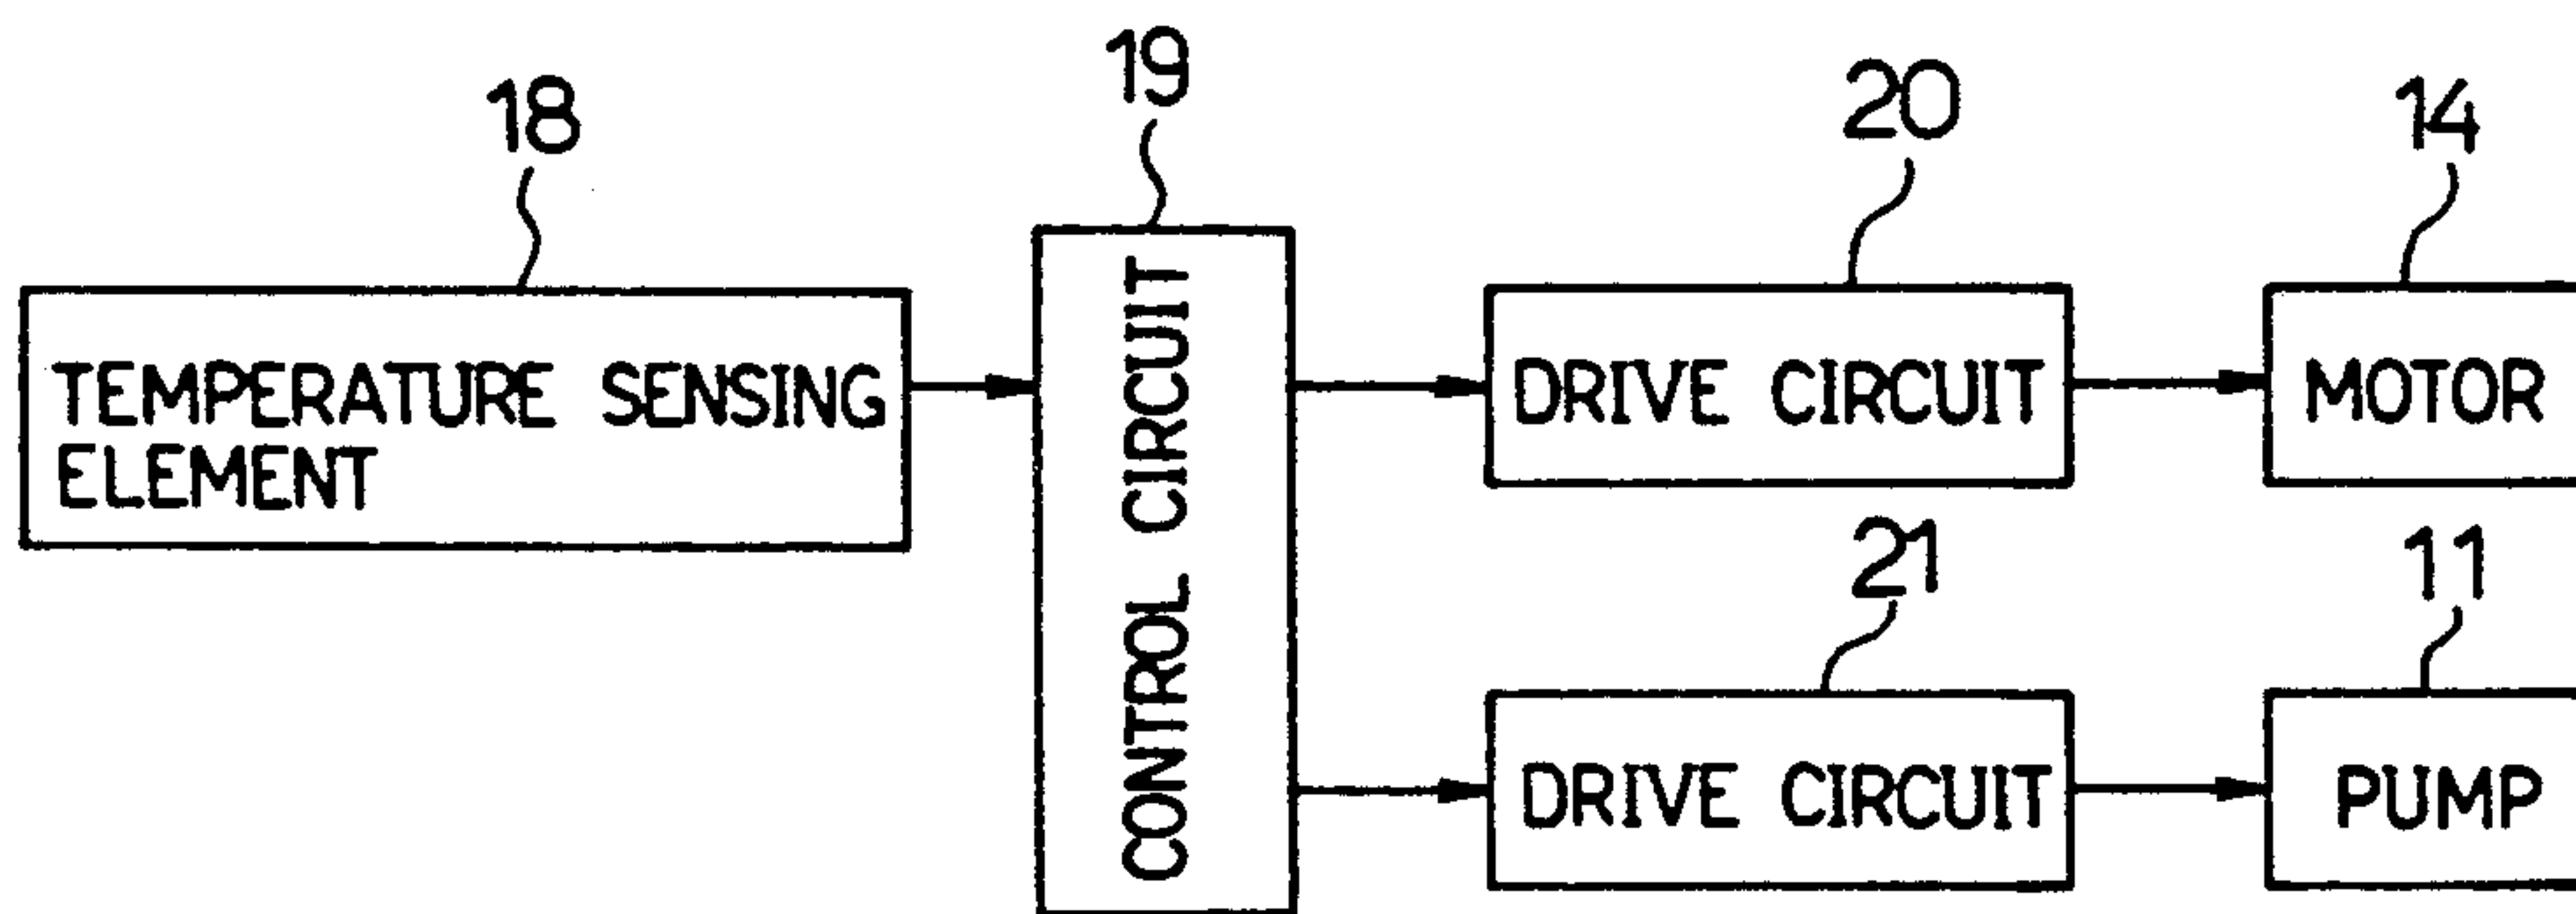 18
19
20
14
TEMPERATURE SENSING
ELEMENT
CONTROL CIRCUIT
DRIVE CIRCUIT
MOTOR
21
11
DRIVE CIRCUIT
PUMP